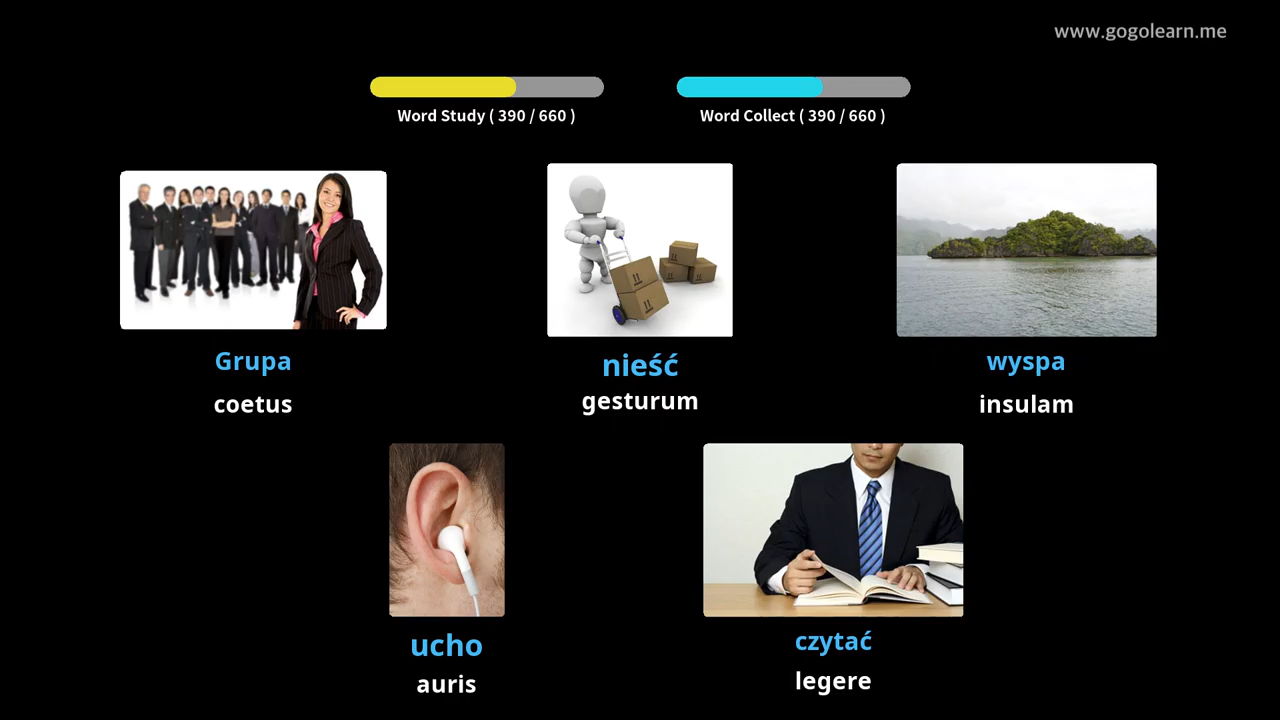 www.gogolearn.me
Word Study ( 390 / 660 )
Word Collect ( 390 / 660 )
Grupa
coetus
nieść
gesturum
wyspa
insulam
ucho
auris
czytać
legere